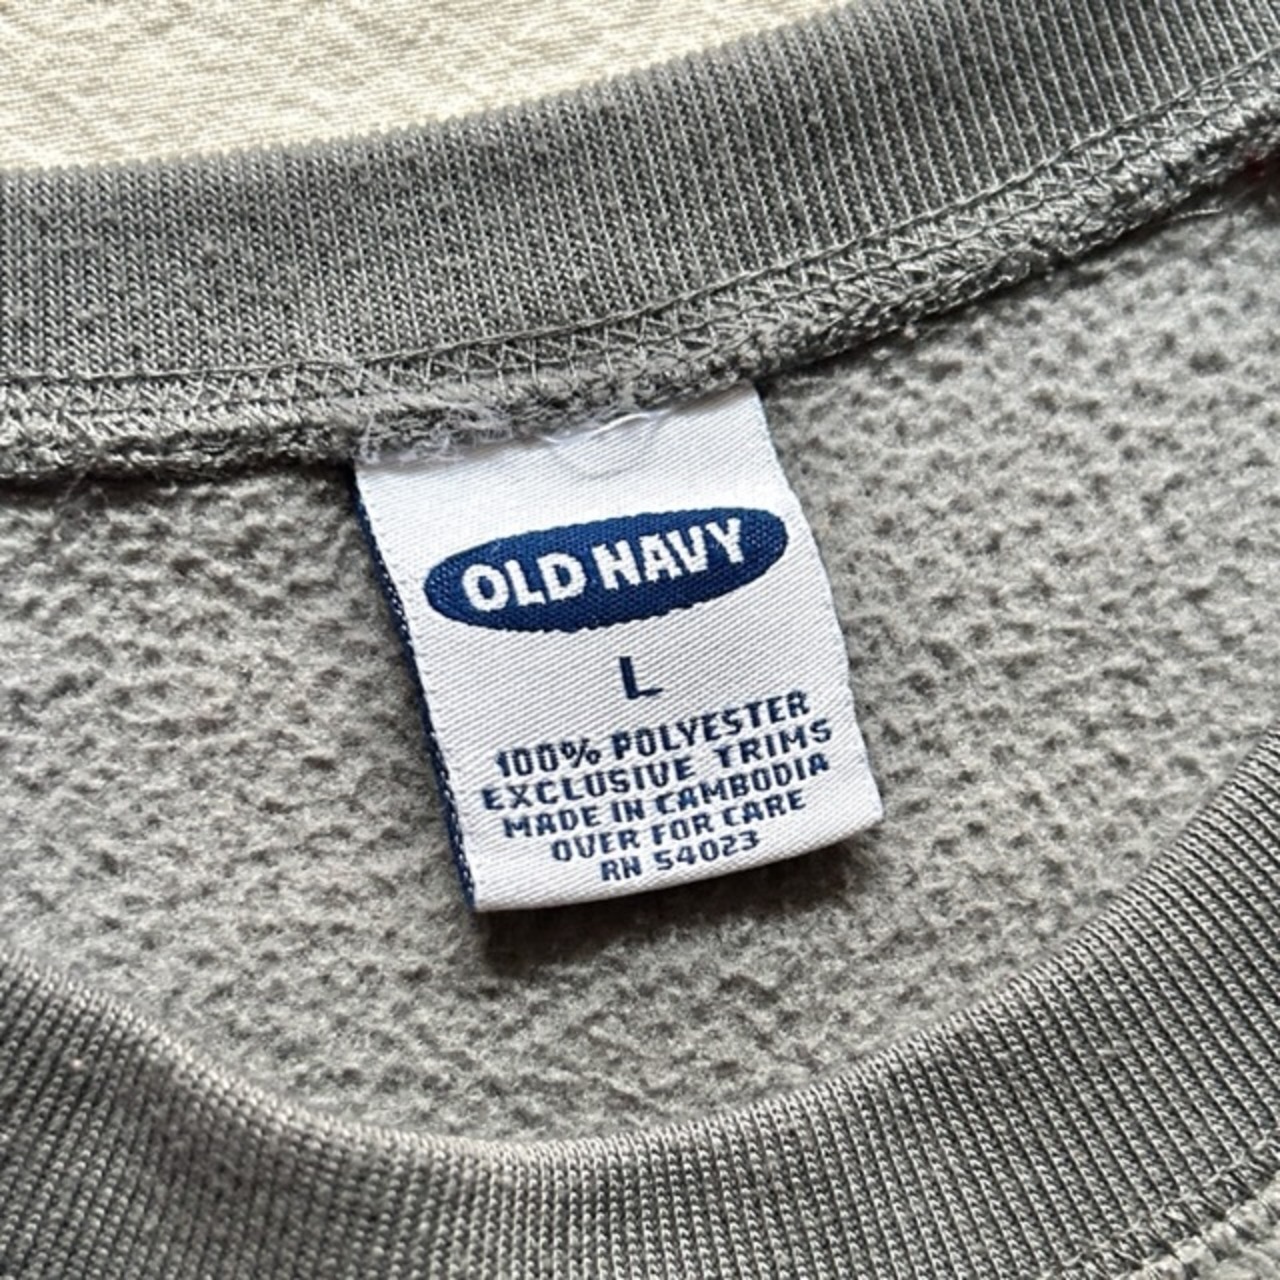 OLD NAVY
L
100% POLYESTER
EXCLUSIVE TRIMS
MADE IN CAMBODIA
OVER FOR CARE
RN 54023